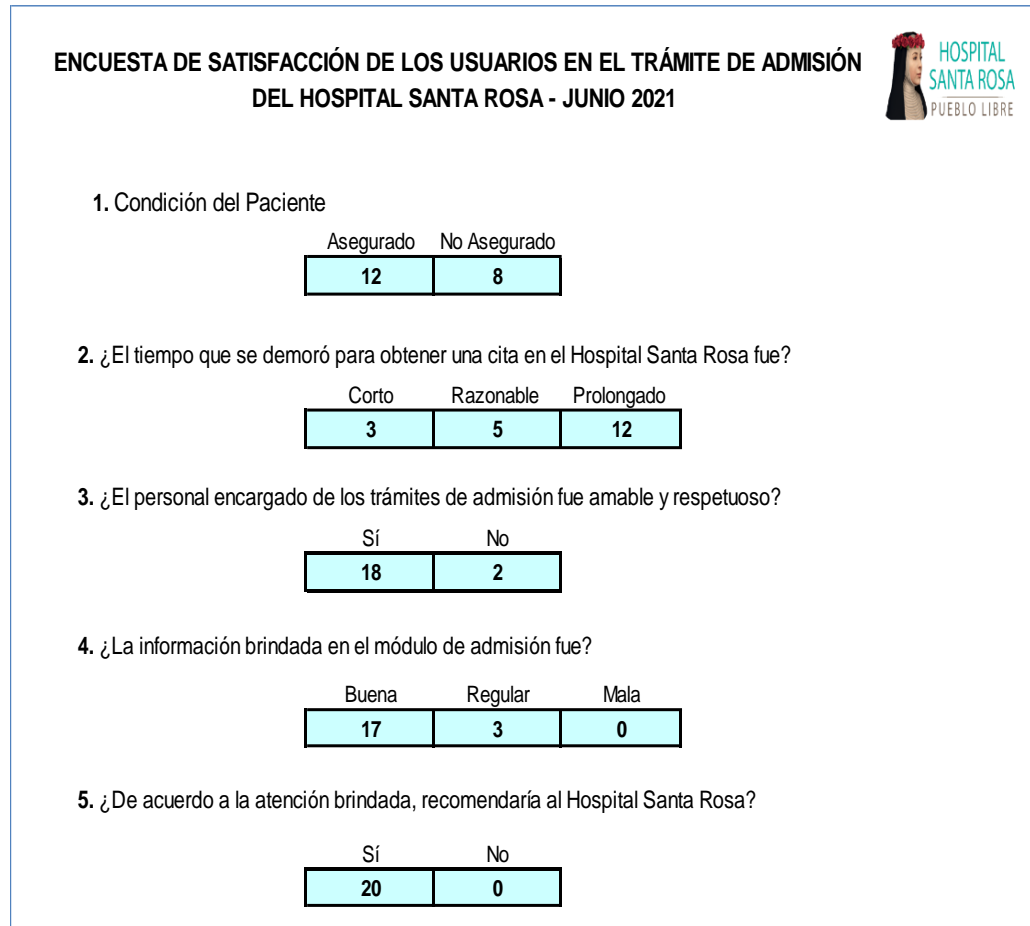 ENCUESTA DE SATISFACCIÓN DE LOS USUARIOS EN EL TRÁMITE DE ADMISIÓN
DEL HOSPITAL SANTA ROSA - JUNIO 2021
HOSPITAL
SANTA ROSA
PUEBLO LIBRE
1. Condición del Paciente
Asegurado No Asegurado
12 8
2. ¿El tiempo que se demoró para obtener una cita en el Hospital Santa Rosa fue?
Corto Razonable Prolongado
3 5 12
3. ¿El personal encargado de los trámites de admisión fue amable y respetuoso?
Sí No
18 2
4. ¿La información brindada en el módulo de admisión fue?
Buena Regular Mala
17 3 0
5. ¿De acuerdo a la atención brindada, recomendaría al Hospital Santa Rosa?
Sí No
20 0